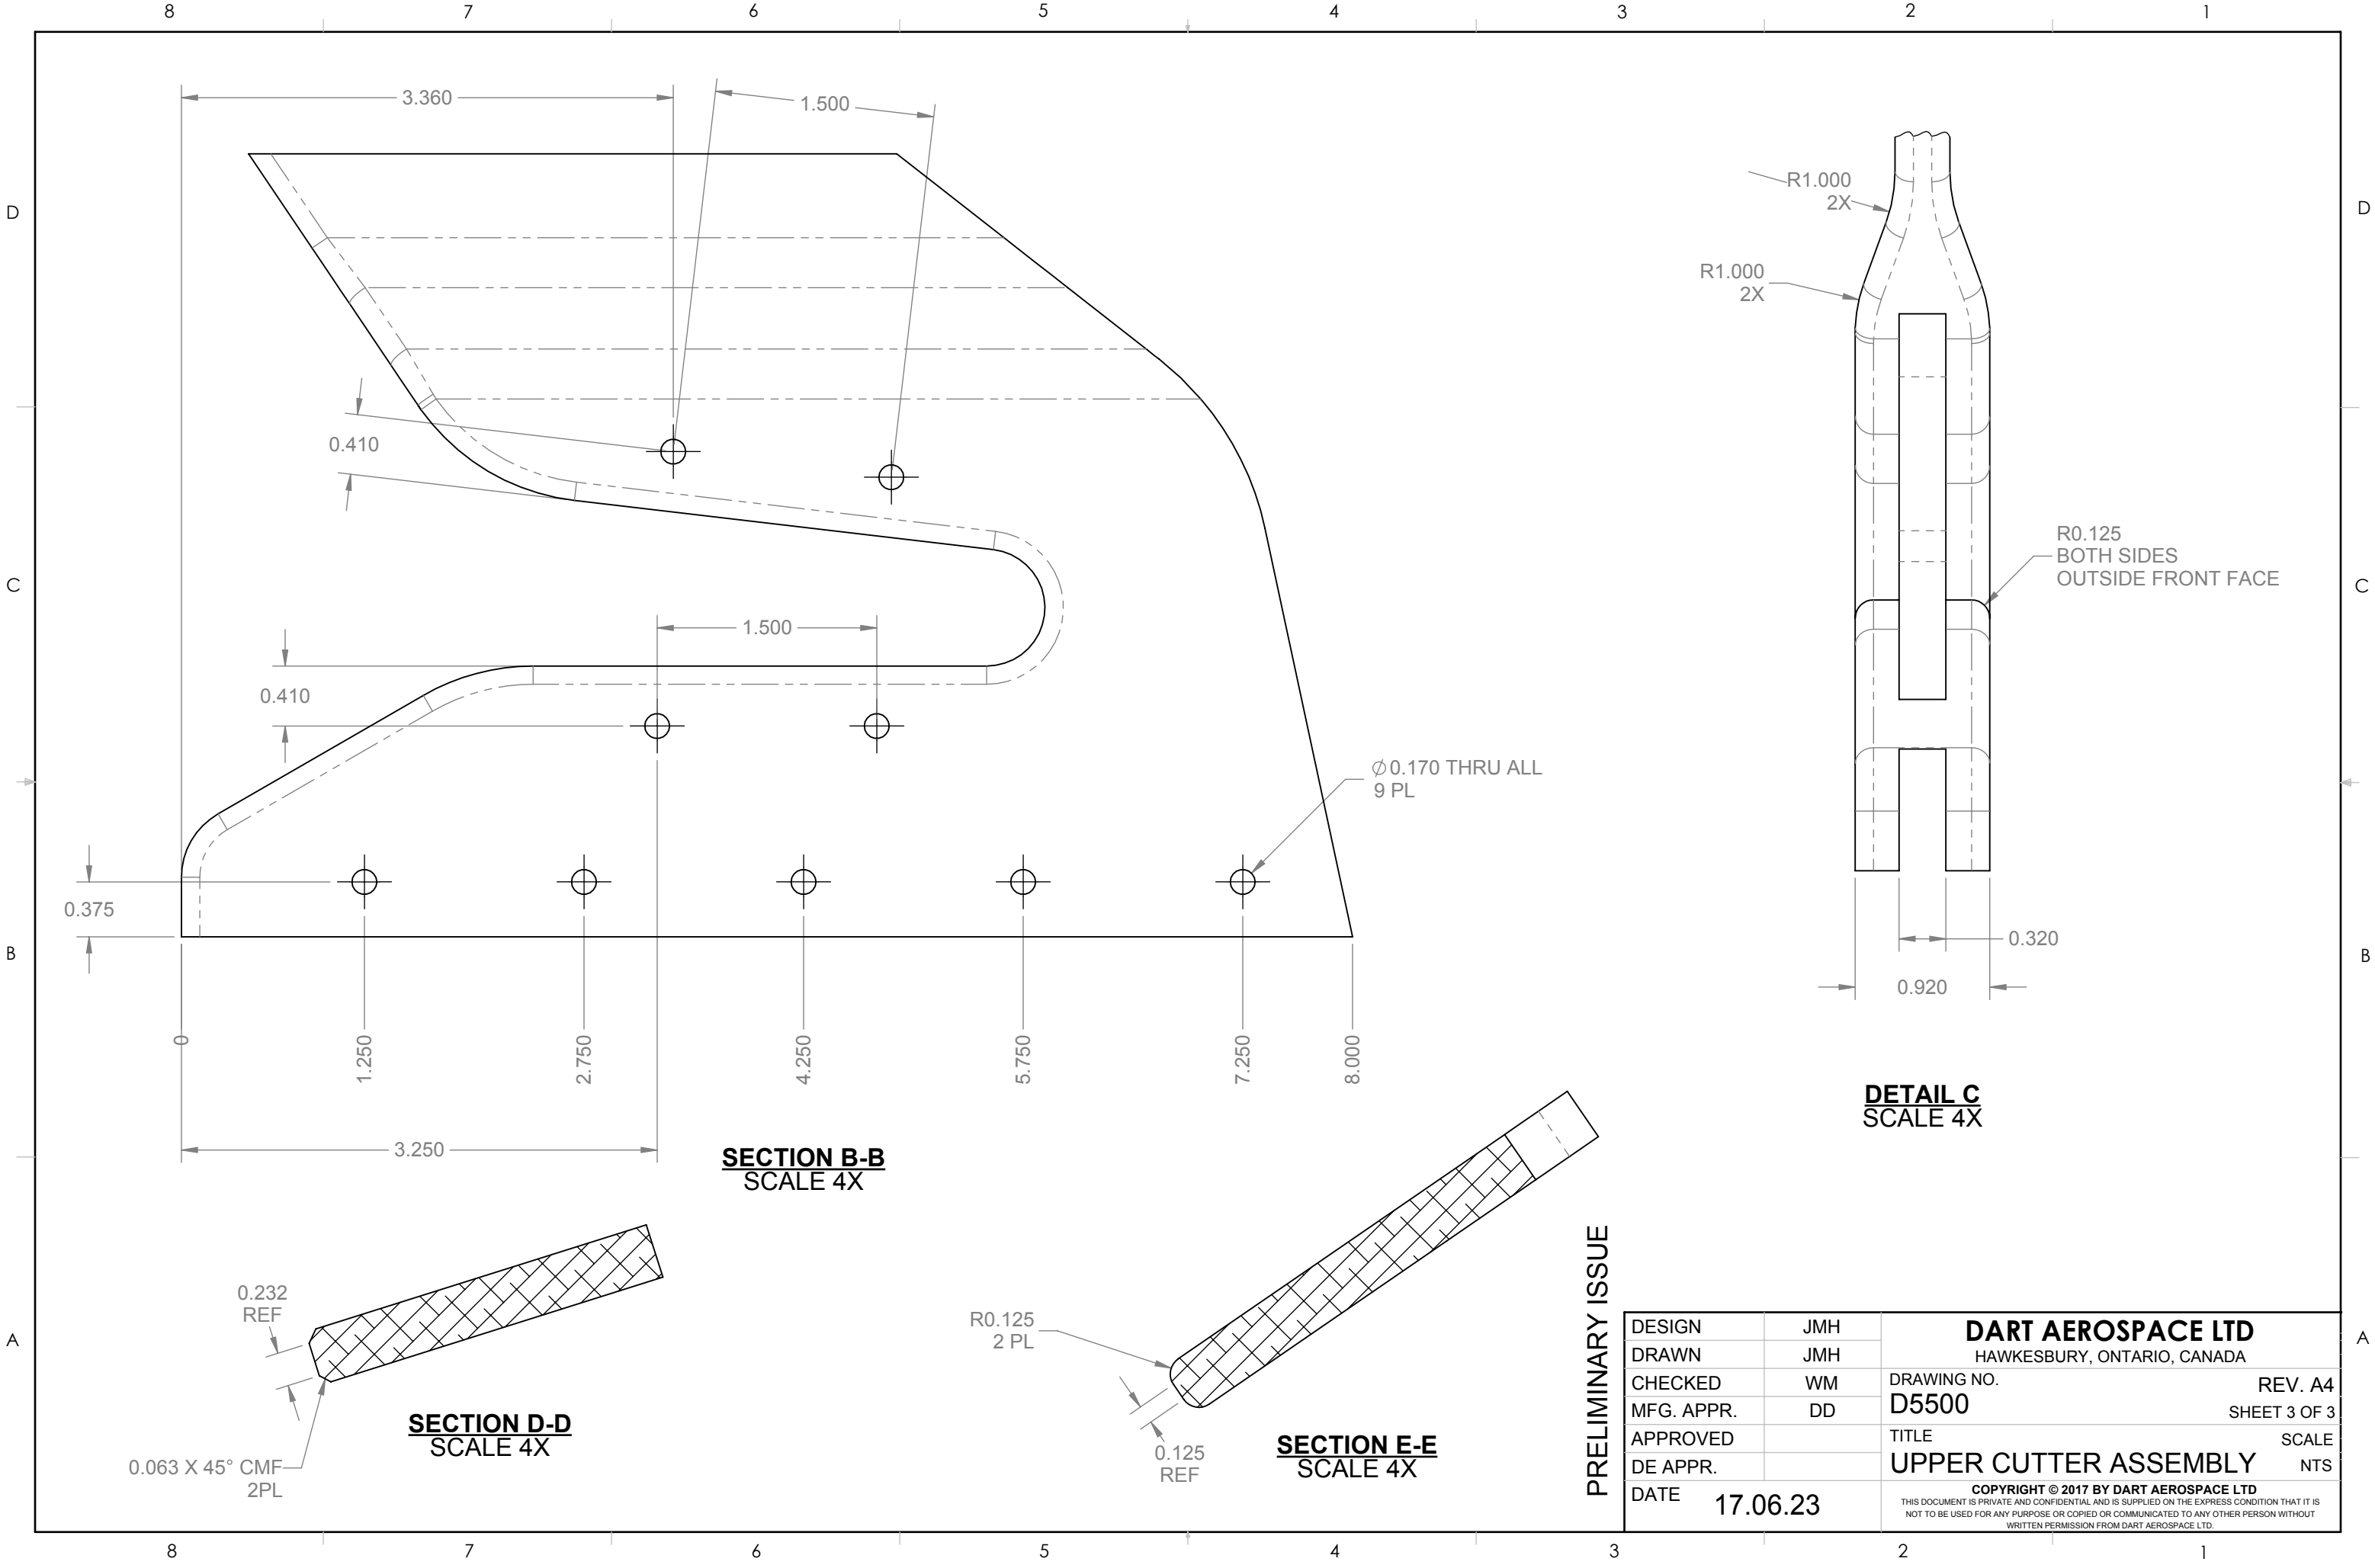 8 7 6 5 4 3 2 1
D
D
C
C
B
B
A
A
3.360
1.500
0.410
1.500
0.410
0.375
⌀0.170 THRU ALL
9 PL
0
1.250
2.750
4.250
5.750
7.250
8.000
3.250
SECTION B-B
SCALE 4X
R1.000
2X
R1.000
2X
R0.125
BOTH SIDES
OUTSIDE FRONT FACE
0.320
0.920
DETAIL C
SCALE 4X
0.232
REF
0.063 X 45° CMF
2PL
SECTION D-D
SCALE 4X
R0.125
2 PL
0.125
REF
SECTION E-E
SCALE 4X
PRELIMINARY ISSUE
DESIGN JMH
DRAWN JMH
CHECKED WM
MFG. APPR. DD
APPROVED
DE APPR.
DATE 17.06.23
DART AEROSPACE LTD
HAWKESBURY, ONTARIO, CANADA
DRAWING NO. REV. A4
D5500 SHEET 3 OF 3
TITLE SCALE
UPPER CUTTER ASSEMBLY NTS
COPYRIGHT © 2017 BY DART AEROSPACE LTD
THIS DOCUMENT IS PRIVATE AND CONFIDENTIAL AND IS SUPPLIED ON THE EXPRESS CONDITION THAT IT IS
NOT TO BE USED FOR ANY PURPOSE OR COPIED OR COMMUNICATED TO ANY OTHER PERSON WITHOUT
WRITTEN PERMISSION FROM DART AEROSPACE LTD.
8 7 6 5 4 3 2 1